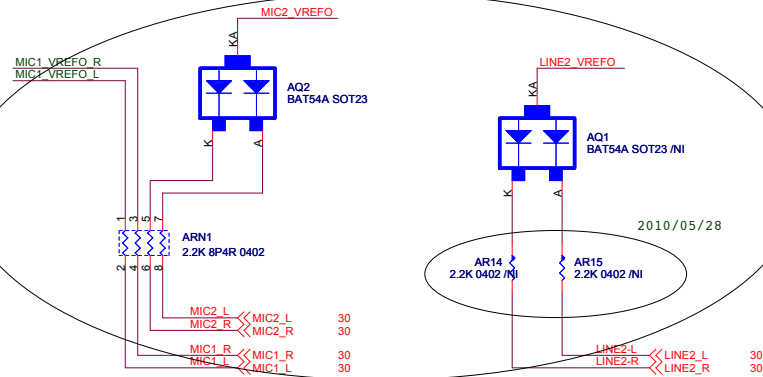 MIC2_VREFO
KA
MIC1_VREFO_R
MIC1_VREFO_L
AQ2
BAT54A SOT23
K
A
LINE2_VREFO
KA
AQ1
BAT54A SOT23 /NI
K
A
2010/05/28
1
3
5
7
ARN1
2.2K 8P4R 0402
2
4
6
8
AR14
2.2K 0402 /NI
AR15
2.2K 0402 /NI
MIC2_L
MIC2_L
30
MIC2_R
MIC2_R
30
MIC1_R
MIC1_R
30
MIC1_L
MIC1_L
30
LINE2-L
LINE2_L
30
LINE2-R
LINE2_R
30